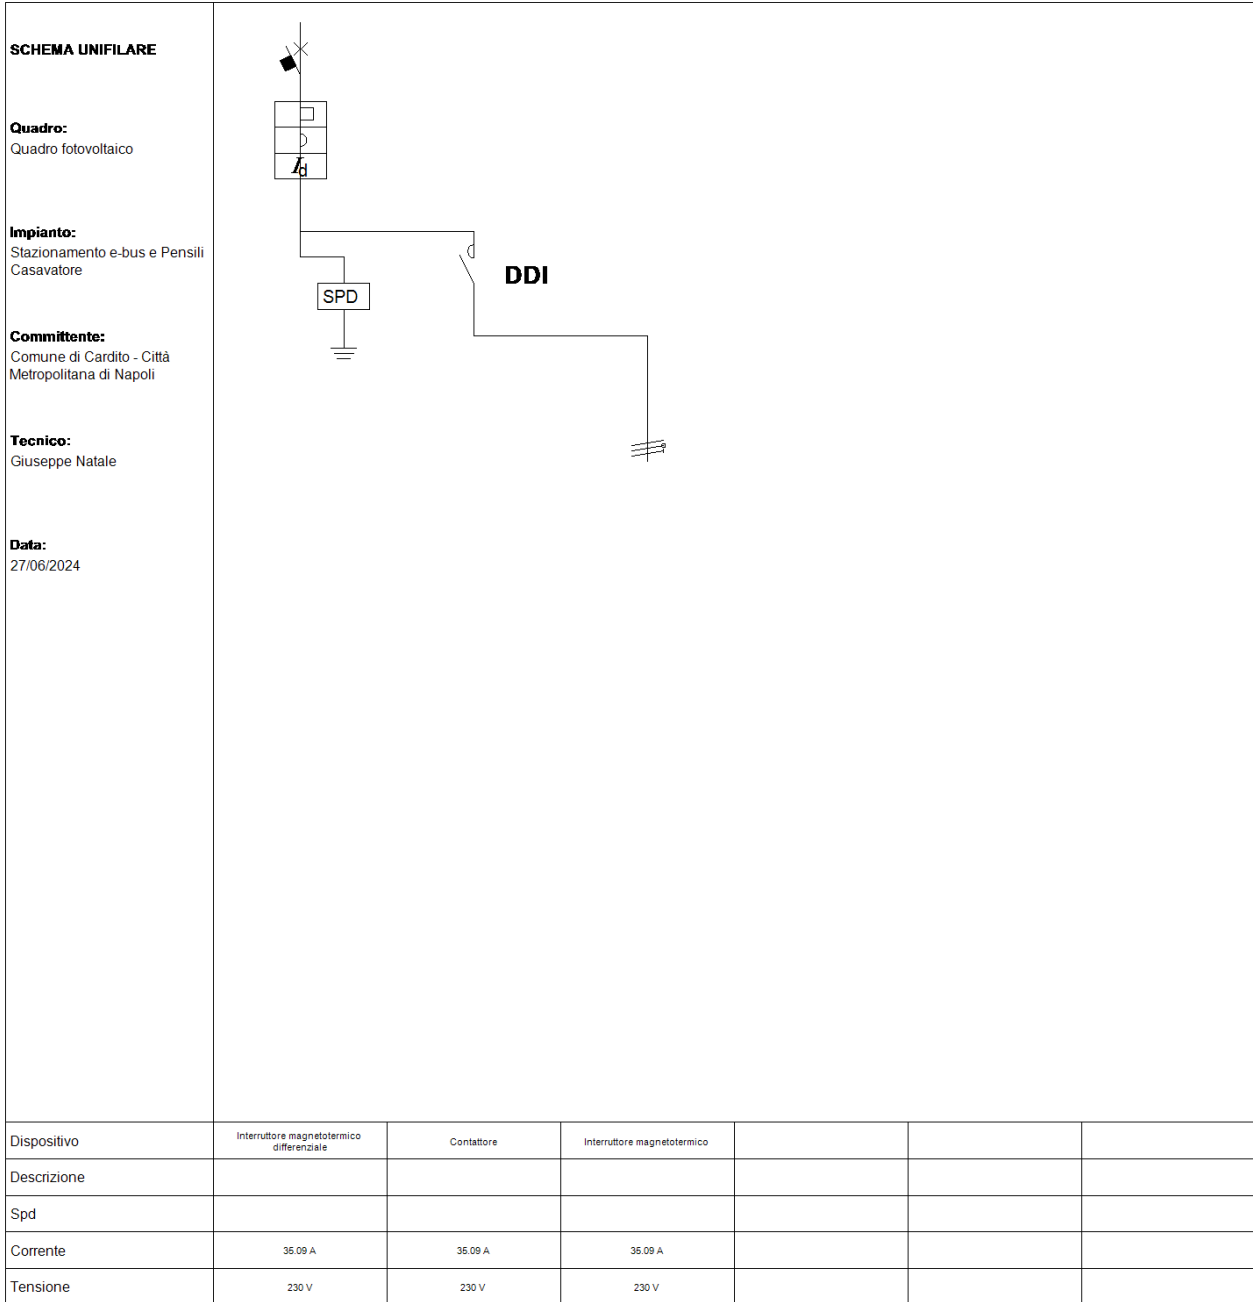 SCHEMA UNIFILARE
Quadro:
Quadro fotovoltaico
Impianto:
Stazionamento e-bus e Pensili
Casavatore
Committente:
Comune di Cardito - Città
Metropolitana di Napoli
Tecnico:
Giuseppe Natale
Data:
27/06/2024
Id
SPD
DDI
Dispositivo
Interruttore magnetotermico
differenziale
Contattore
Interruttore magnetotermico
Descrizione
Spd
Corrente
35.09 A
35.09 A
35.09 A
Tensione
230 V
230 V
230 V